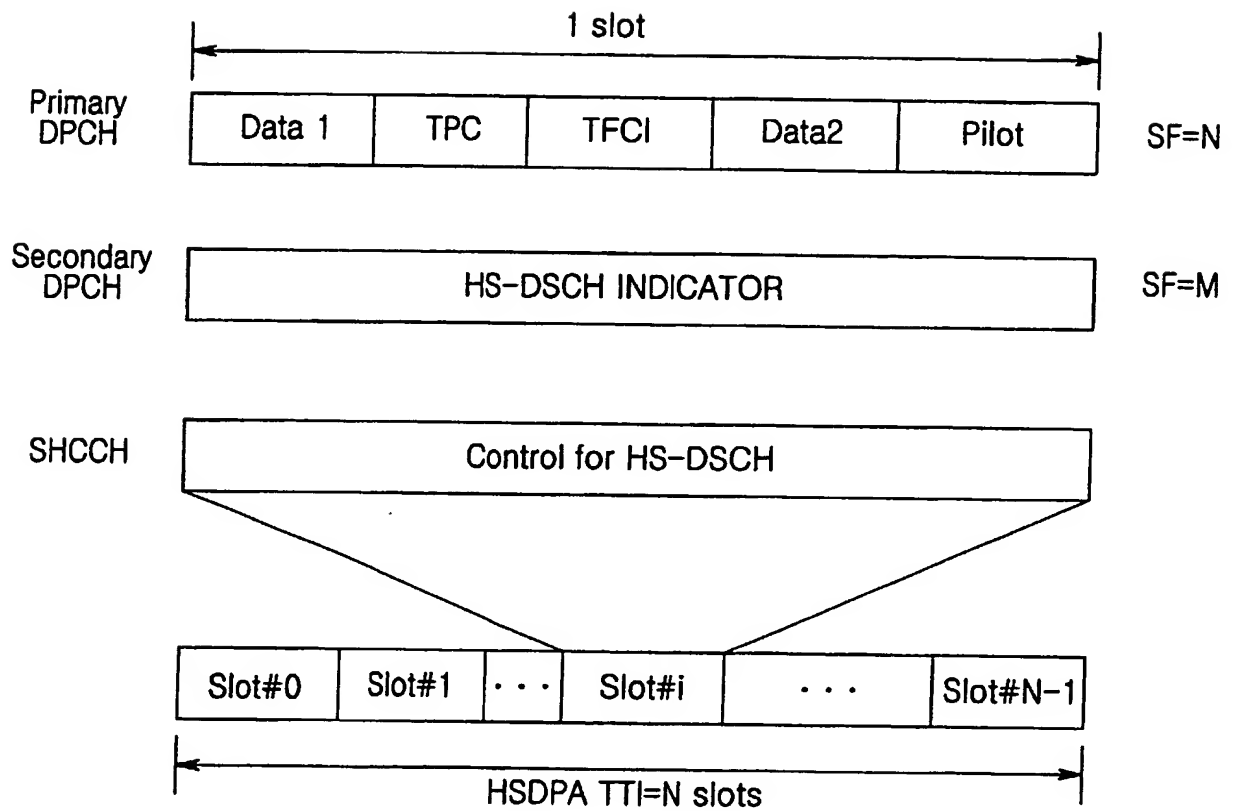 1 slot
Primary
DPCH
Data 1 TPC TFCI Data2 Pilot SF=N
Secondary
DPCH
HS-DSCH INDICATOR SF=M
SHCCH Control for HS-DSCH
Slot#0 Slot#1 ··· Slot#i ··· Slot#N-1
HSDPA TTI=N slots